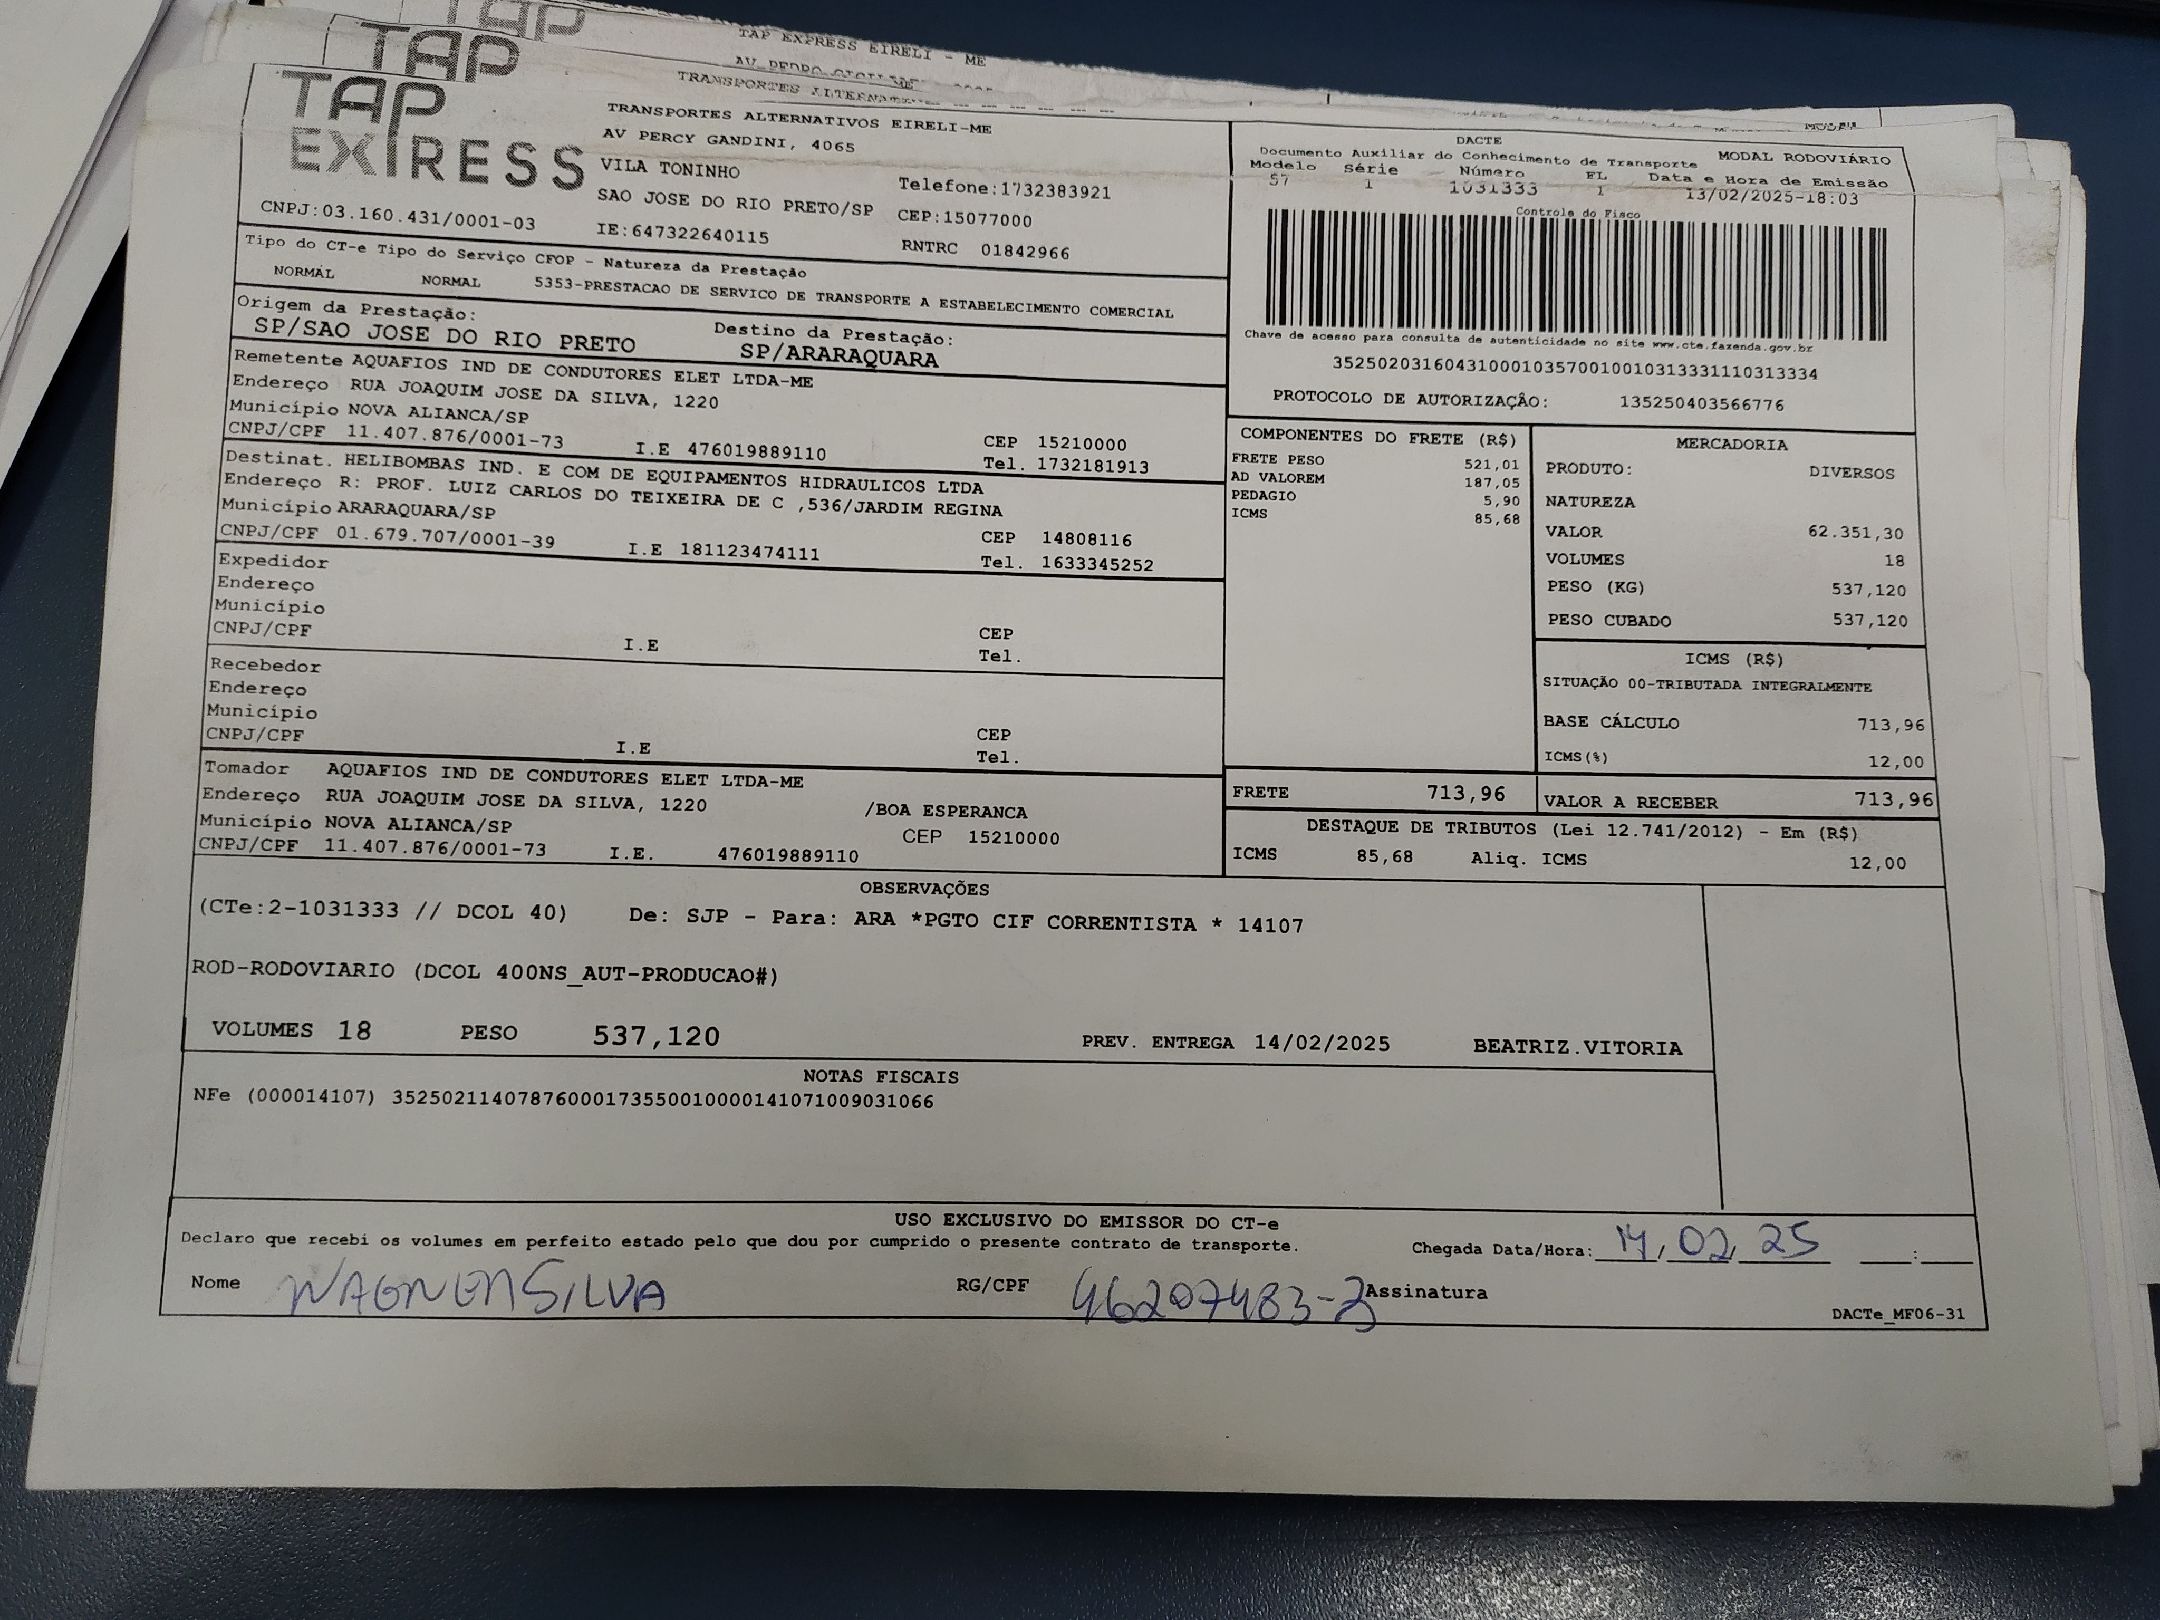 TAP
TAP EXPRESS EIRELI - ME
TAP
TRANSPORTES
TAP EXPRESS
TRANSPORTES ALTERNATIVOS EIRELI-ME
AV PERCY GANDINI, 4065
VILA TONINHO
Telefone:1732383921
SAO JOSE DO RIO PRETO/SP CEP:15077000
CNPJ:03.160.431/0001-03 IE:647322640115 RNTRC 01842966
DACTE
Documento Auxiliar do Conhecimento de Transporte MODAL RODOVIÁRIO
Modelo Série Número FL Data e Hora de Emissão
57 1 1031333 1 13/02/2025-18:03
Controle do Fisco
Chave de acesso para consulta de autenticidade no site www.cte.fazenda.gov.br
35250203160431000103570010010313331110313334
PROTOCOLO DE AUTORIZAÇÃO: 135250403566776
Tipo do CT-e Tipo do Serviço CFOP - Natureza da Prestação
NORMAL NORMAL 5353-PRESTACAO DE SERVICO DE TRANSPORTE A ESTABELECIMENTO COMERCIAL
Origem da Prestação: Destino da Prestação:
SP/SAO JOSE DO RIO PRETO SP/ARARAQUARA
Remetente AQUAFIOS IND DE CONDUTORES ELET LTDA-ME
Endereço RUA JOAQUIM JOSE DA SILVA, 1220
Município NOVA ALIANCA/SP CEP 15210000
CNPJ/CPF 11.407.876/0001-73 I.E 476019889110 Tel. 1732181913
Destinat. HELIBOMBAS IND. E COM DE EQUIPAMENTOS HIDRAULICOS LTDA
Endereço R: PROF. LUIZ CARLOS DO TEIXEIRA DE C ,536/JARDIM REGINA
Município ARARAQUARA/SP CEP 14808116
CNPJ/CPF 01.679.707/0001-39 I.E 181123474111 Tel. 1633345252
Expedidor
Endereço
Município CEP
CNPJ/CPF I.E Tel.
Recebedor
Endereço
Município CEP
CNPJ/CPF I.E Tel.
Tomador AQUAFIOS IND DE CONDUTORES ELET LTDA-ME
Endereço RUA JOAQUIM JOSE DA SILVA, 1220 /BOA ESPERANCA
Município NOVA ALIANCA/SP CEP 15210000
CNPJ/CPF 11.407.876/0001-73 I.E. 476019889110
COMPONENTES DO FRETE (R$)
FRETE PESO 521,01
AD VALOREM 187,05
PEDAGIO 5,90
ICMS 85,68
MERCADORIA
PRODUTO: DIVERSOS
NATUREZA
VALOR 62.351,30
VOLUMES 18
PESO (KG) 537,120
PESO CUBADO 537,120
ICMS (R$)
SITUAÇÃO 00-TRIBUTADA INTEGRALMENTE
BASE CÁLCULO 713,96
ICMS(%) 12,00
FRETE 713,96 VALOR A RECEBER 713,96
DESTAQUE DE TRIBUTOS (Lei 12.741/2012) - Em (R$)
ICMS 85,68 Aliq. ICMS 12,00
OBSERVAÇÕES
(CTe:2-1031333 // DCOL 40) De: SJP - Para: ARA *PGTO CIF CORRENTISTA * 14107
ROD-RODOVIARIO (DCOL 400NS_AUT-PRODUCAO#)
VOLUMES 18 PESO 537,120 PREV. ENTREGA 14/02/2025 BEATRIZ.VITORIA
NOTAS FISCAIS
NFe (000014107) 35250211407876000173550010000141071009031066
USO EXCLUSIVO DO EMISSOR DO CT-e
Declaro que recebi os volumes em perfeito estado pelo que dou por cumprido o presente contrato de transporte. Chegada Data/Hora: 14/02/25 :
Nome WAGNER SILVA RG/CPF 46207483-2 Assinatura
DACTe_MF06-31